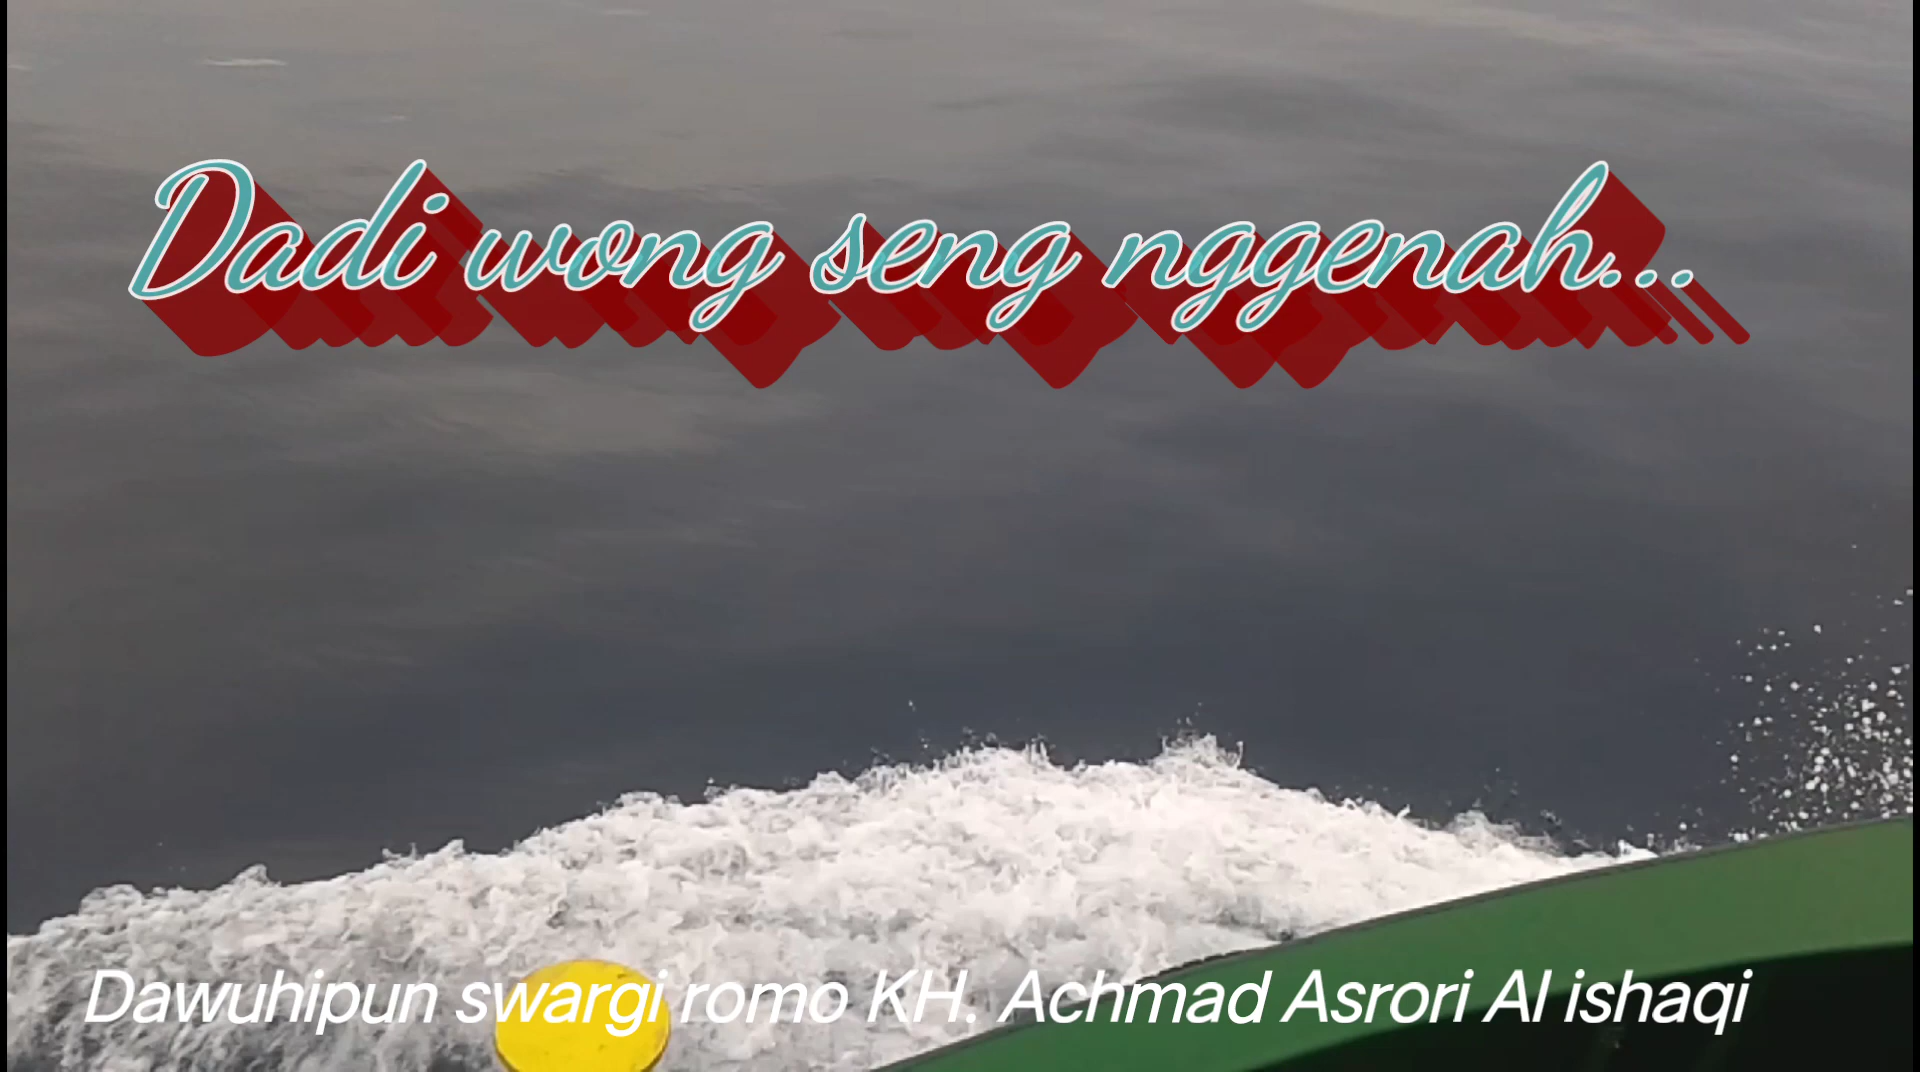 Dadi wong seng nggenah...
Dawuhipun swargi romo KH. Achmad Asrori Al ishaqi